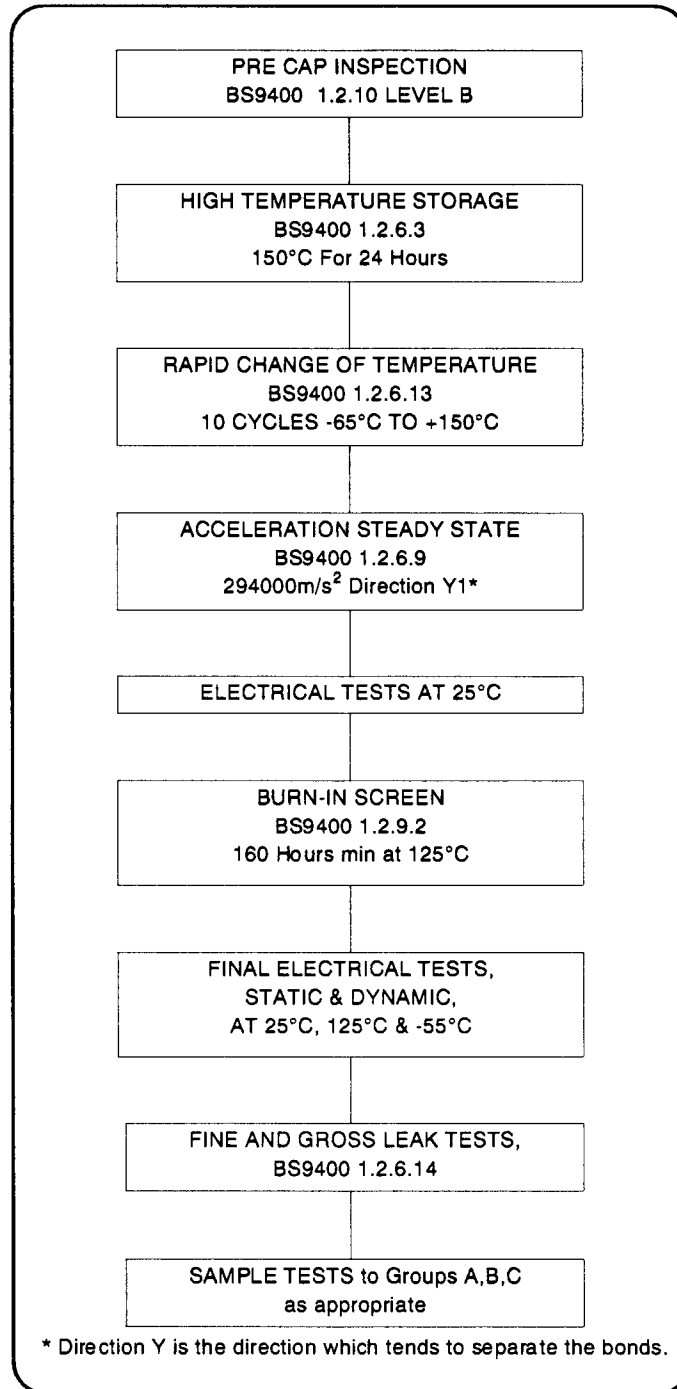 PRE CAP INSPECTION
BS9400 1.2.10 LEVEL B
HIGH TEMPERATURE STORAGE
BS9400 1.2.6.3
150°C For 24 Hours
RAPID CHANGE OF TEMPERATURE
BS9400 1.2.6.13
10 CYCLES -65°C TO +150°C
ACCELERATION STEADY STATE
BS9400 1.2.6.9
294000m/s² Direction Y1*
ELECTRICAL TESTS AT 25°C
BURN-IN SCREEN
BS9400 1.2.9.2
160 Hours min at 125°C
FINAL ELECTRICAL TESTS,
STATIC & DYNAMIC,
AT 25°C, 125°C & -55°C
FINE AND GROSS LEAK TESTS,
BS9400 1.2.6.14
SAMPLE TESTS to Groups A,B,C
as appropriate
* Direction Y is the direction which tends to separate the bonds.